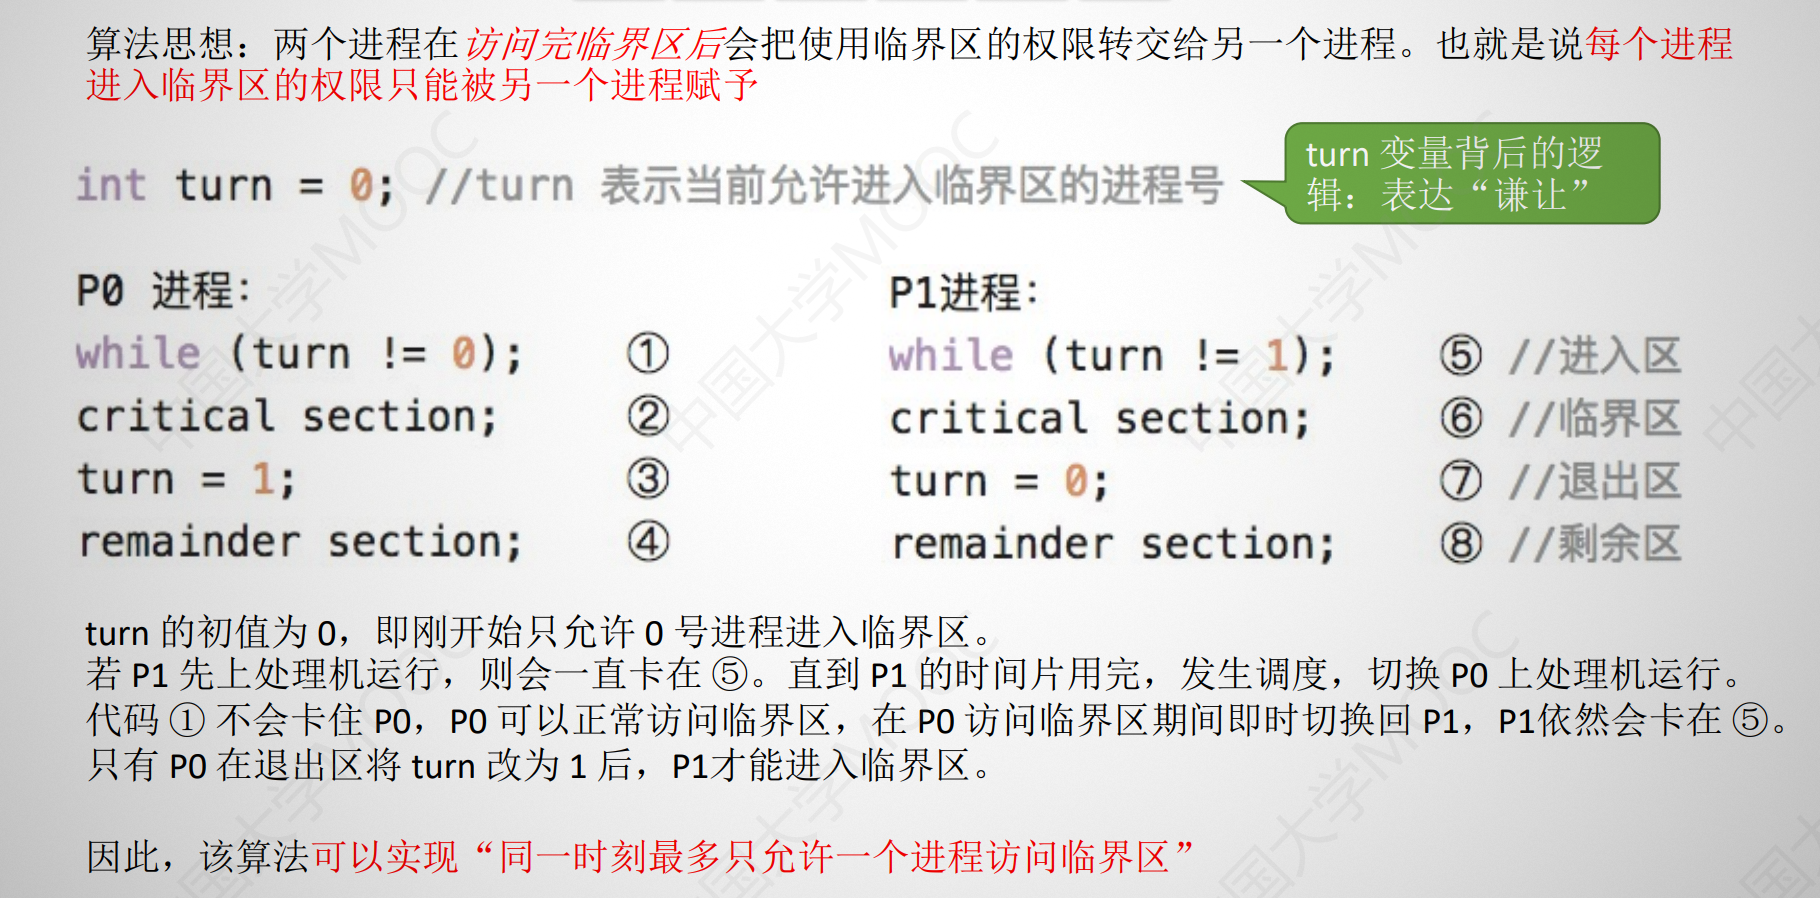 算法思想：两个进程在访问完临界区后会把使用临界区的权限转交给另一个进程。也就是说每个进程
进入临界区的权限只能被另一个进程赋予
turn 变量背后的逻
辑：表达“谦让”
int turn = 0; //turn 表示当前允许进入临界区的进程号
P0 进程：
while (turn != 0); ①
critical section; ②
turn = 1; ③
remainder section; ④
P1进程：
while (turn != 1); ⑤ //进入区
critical section; ⑥ //临界区
turn = 0; ⑦ //退出区
remainder section; ⑧ //剩余区
turn 的初值为 0，即刚开始只允许 0 号进程进入临界区。
若 P1 先上处理机运行，则会一直卡在 ⑤。直到 P1 的时间片用完，发生调度，切换 P0 上处理机运行。
代码 ① 不会卡住 P0，P0 可以正常访问临界区，在 P0 访问临界区期间即时切换回 P1，P1依然会卡在 ⑤。
只有 P0 在退出区将 turn 改为 1 后，P1才能进入临界区。
因此，该算法可以实现“同一时刻最多只允许一个进程访问临界区”
中国大学MOOC